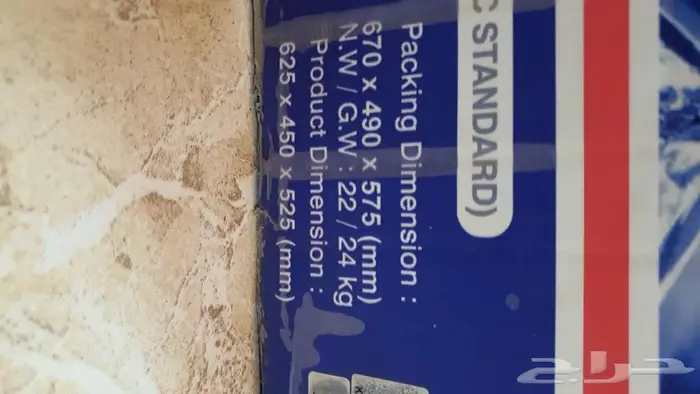 C STANDARD)
Packing Dimension :
670 x 490 x 575 (mm)
N.W / G.W : 22 / 24 kg
Product Dimension :
625 x 450 x 525 (mm)
حراج